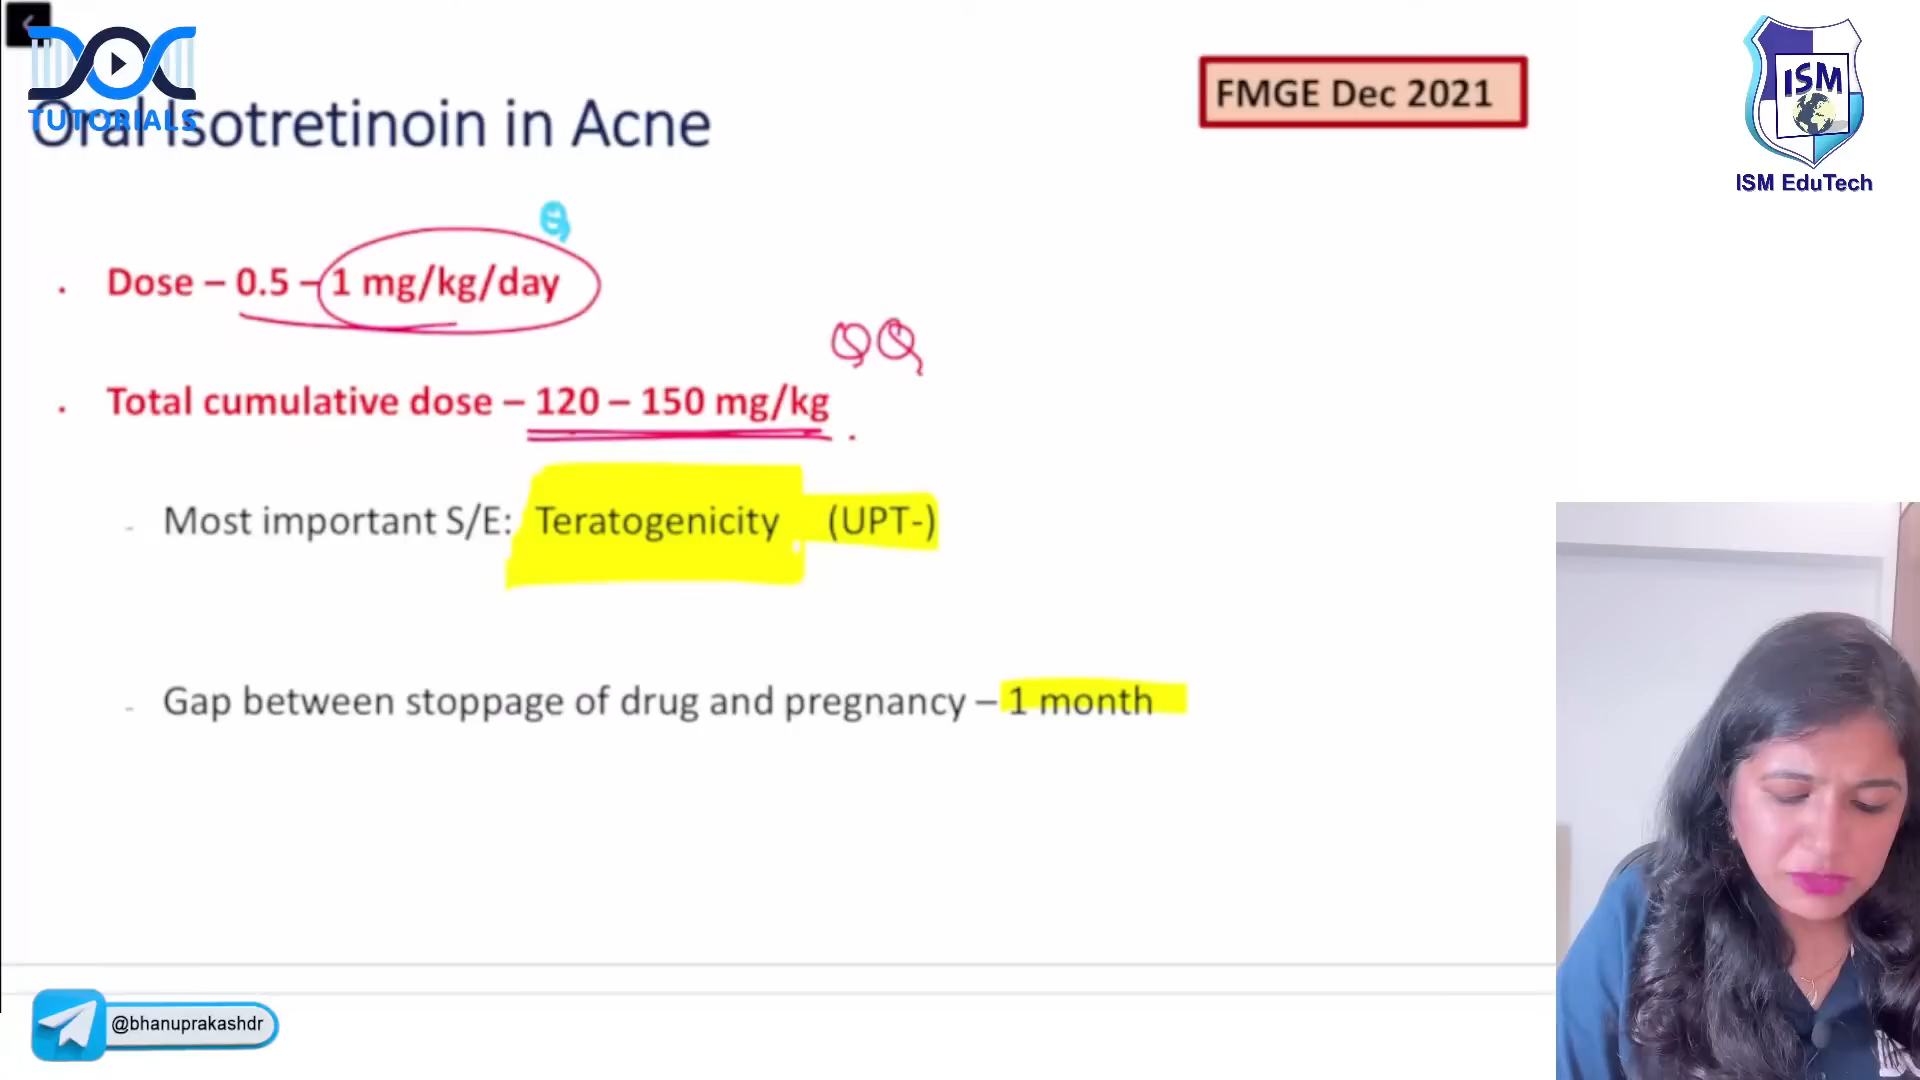 TUTORIALS
Oral Isotretinoin in Acne
FMGE Dec 2021
ISM
ISM EduTech
Q
. Dose – 0.5 – 1 mg/kg/day
QQ
. Total cumulative dose – 120 – 150 mg/kg .
- Most important S/E: Teratogenicity (UPT-)
- Gap between stoppage of drug and pregnancy – 1 month
@bhanuprakashdr